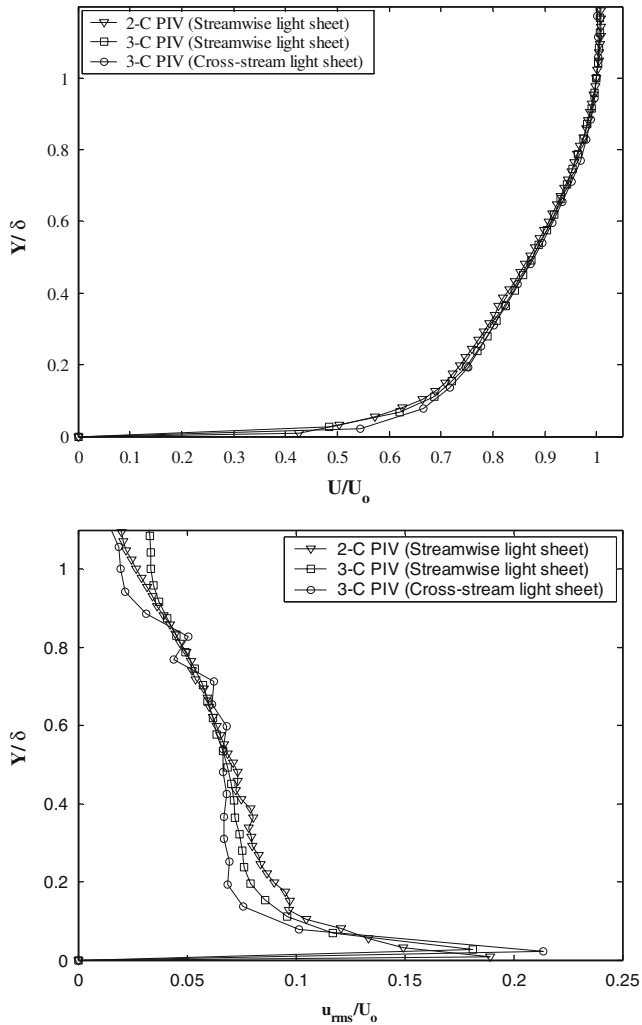 2-C PIV (Streamwise light sheet)
3-C PIV (Streamwise light sheet)
3-C PIV (Cross-stream light sheet)
1
0.8
0.6
0.4
0.2
0
Y/ δ
0 0.1 0.2 0.3 0.4 0.5 0.6 0.7 0.8 0.9 1
U/Uo
2-C PIV (Streamwise light sheet)
3-C PIV (Streamwise light sheet)
3-C PIV (Cross-stream light sheet)
1
0.8
0.6
0.4
0.2
0
Y/ δ
0 0.05 0.1 0.15 0.2 0.25
urms/Uo